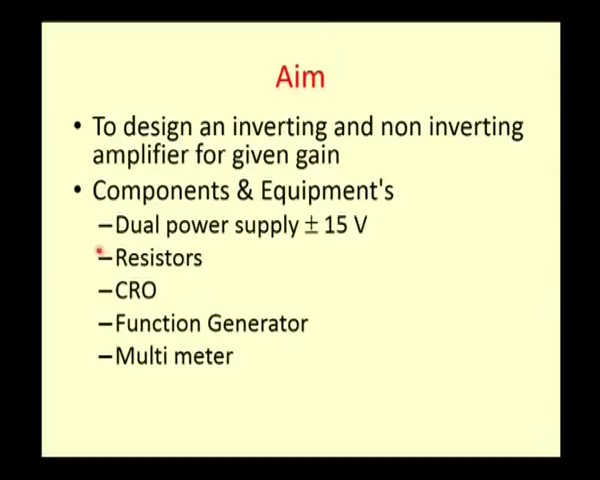 Aim
• To design an inverting and non inverting
amplifier for given gain
• Components & Equipment's
–Dual power supply ± 15 V
–Resistors
–CRO
–Function Generator
–Multi meter